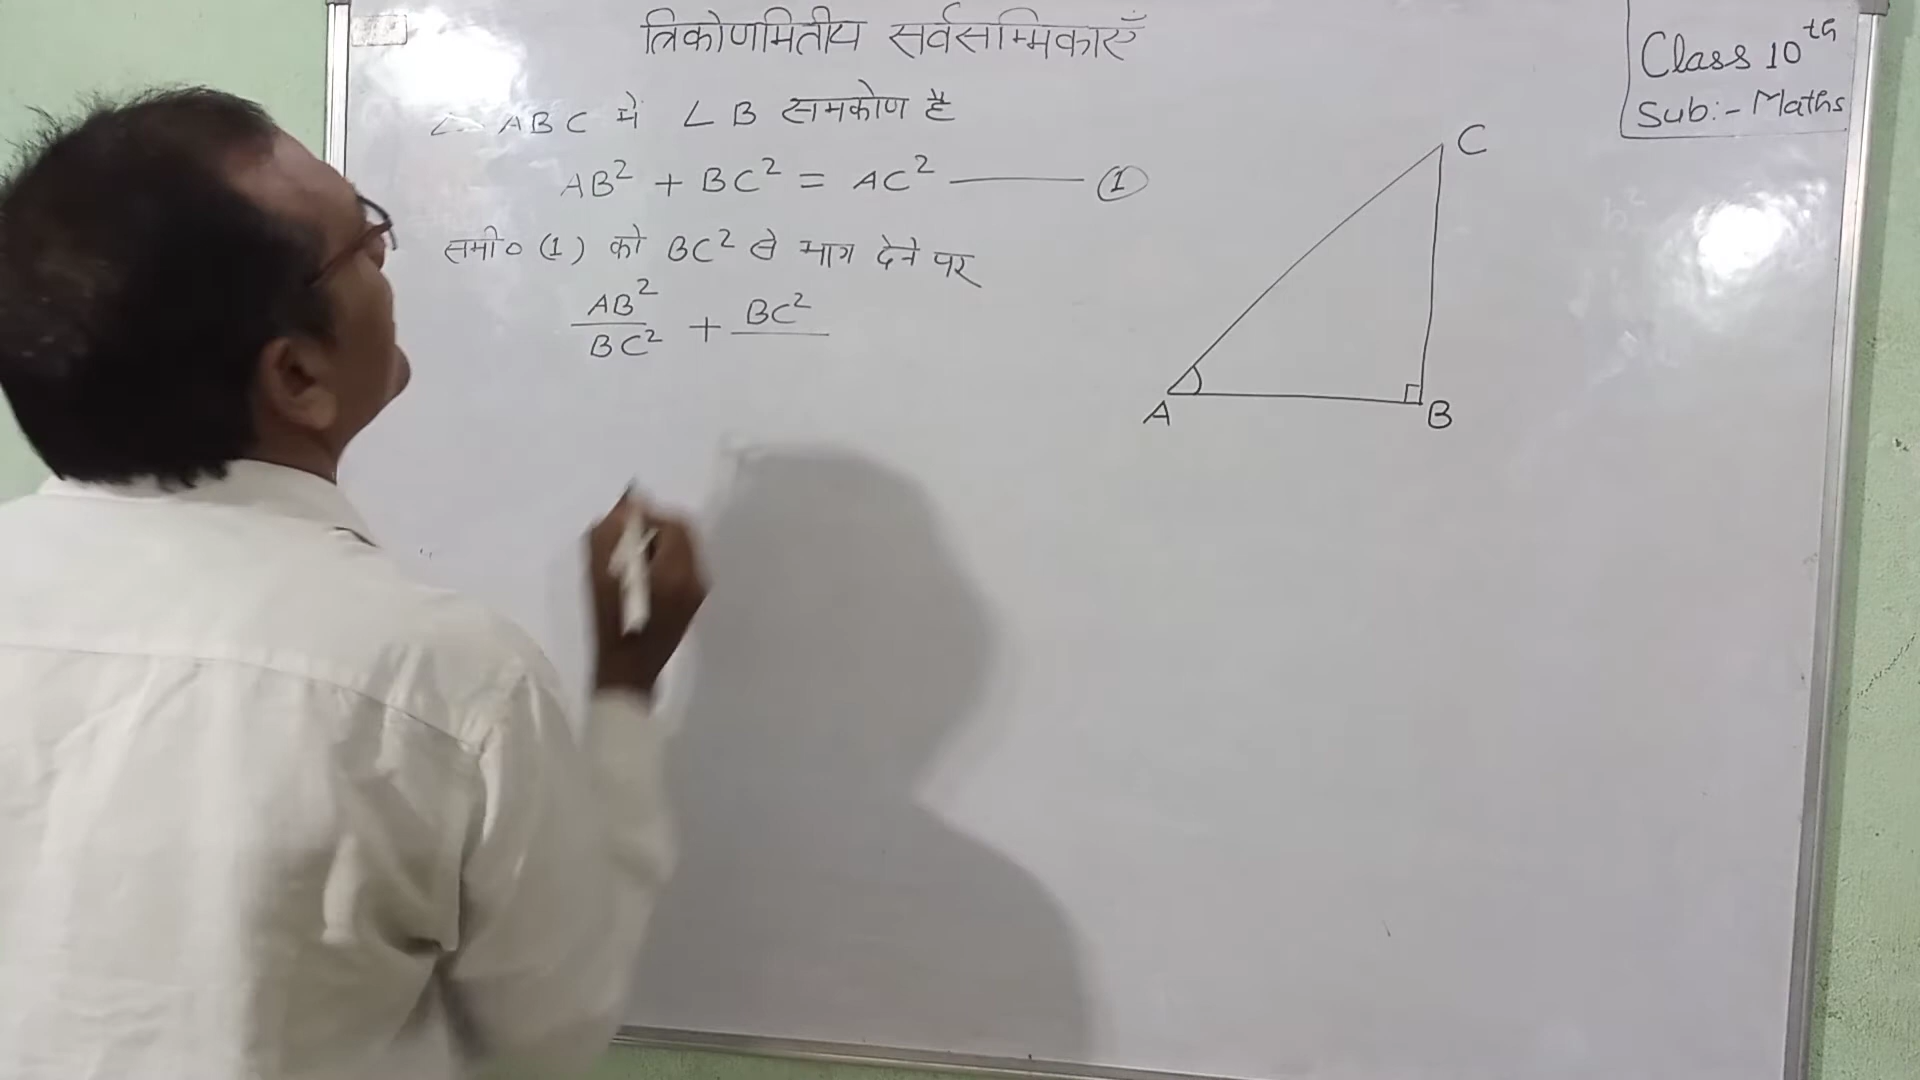 त्रिकोणमितीय सर्वसम्मिकाएँ
Class 10th
Sub:- Maths
△ ABC में ∠B समकोण है
AB² + BC² = AC² ——— ①
समी० (1) को BC² से भाग देने पर
AB²/BC² + BC²/
C
A
B